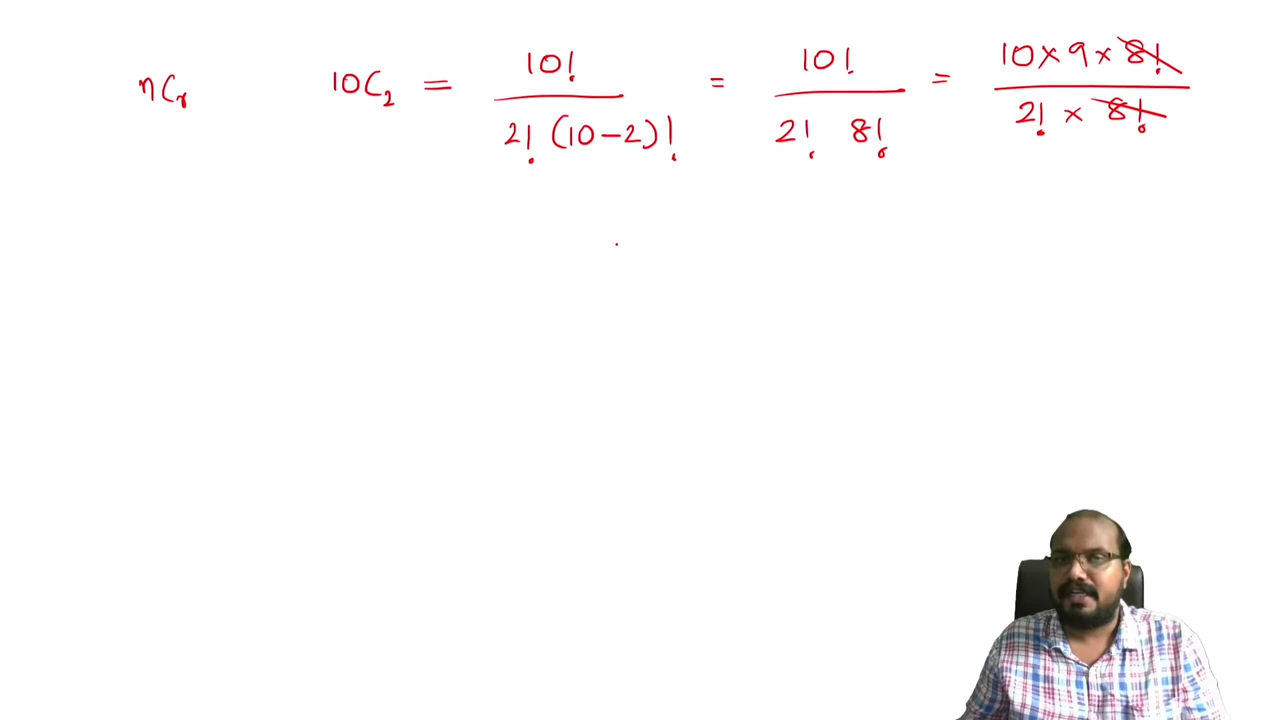 nCr 10C2 = 10! / 2! (10-2)! = 10! / 2! 8! = 10 × 9 × 8! / 2! × 8!